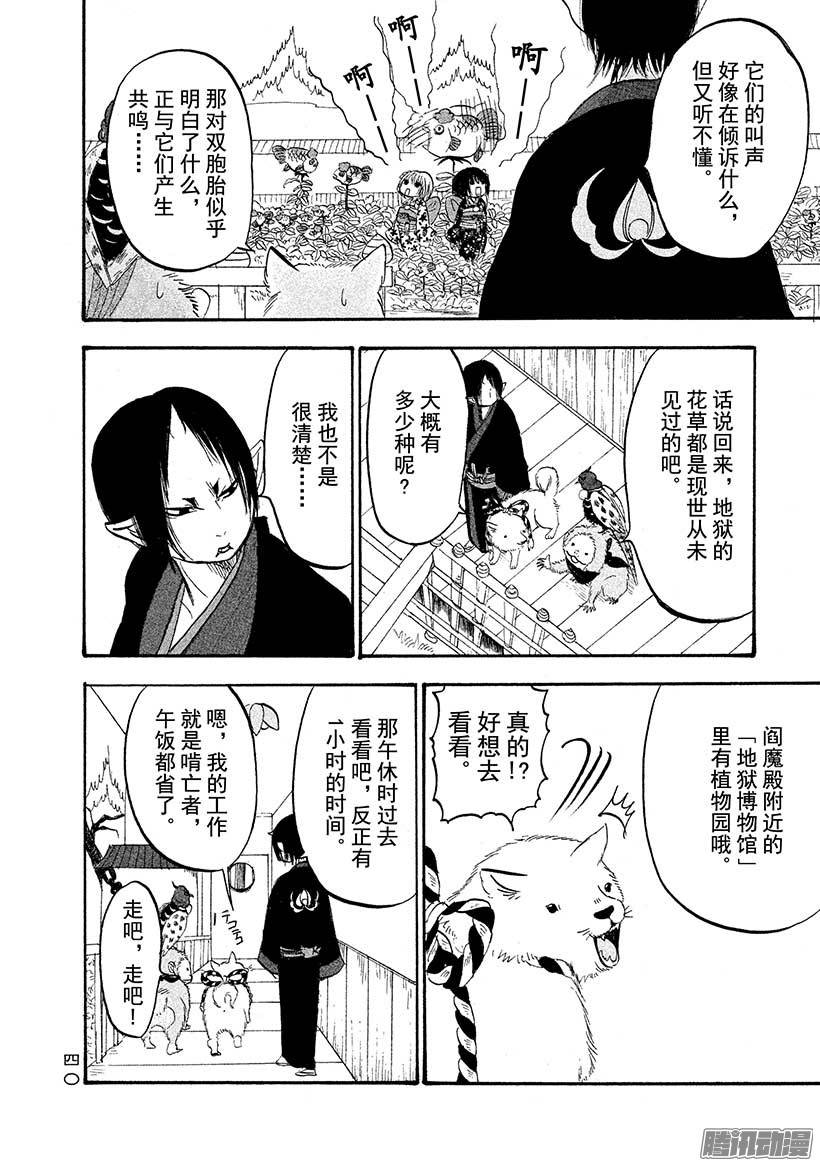 它们的叫声
好像在倾诉什么，
但又听不懂。
啊——
啊——
啊——
那对双胞胎似乎
明白了什么，
正与它们产生
共鸣……
话说回来，地狱的
花草都是现世从未
见过的吧。
大概有
多少种呢？
我也不是
很清楚……
阎魔殿附近的
「地狱博物馆」
里有植物园哦。
真的!?
好想去
看看。
那午休时过去
看看吧，反正有
1小时的时间。
嗯，我的工作
就是啃亡者，
午饭都省了。
走吧，走吧！
四〇
腾讯动漫